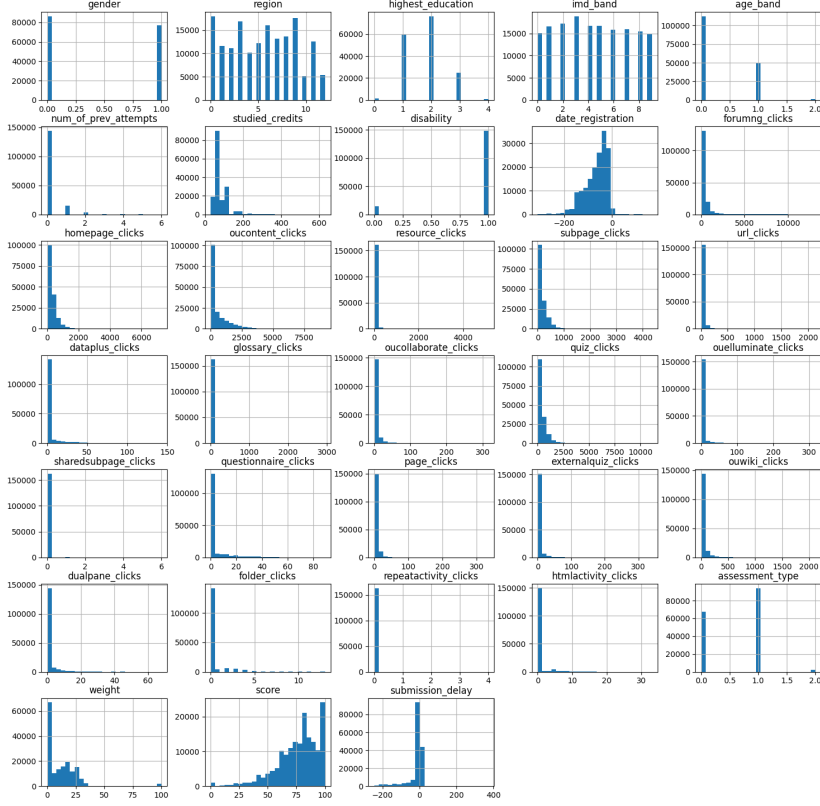 gender region highest_education imd_band age_band
80000 60000 40000 20000 0
15000 10000 5000 0
60000 40000 20000 0
15000 10000 5000 0
100000 75000 50000 25000 0
0.00 0.25 0.50 0.75 1.00 0 5 10 0 1 2 3 4 0 2 4 6 8 0.0 0.5 1.0 1.5 2.0
num_of_prev_attempts studied_credits disability date_registration forumng_clicks
150000 100000 50000 0
80000 60000 40000 20000 0
150000 100000 50000 0
30000 20000 10000 0
100000 50000 0
0 2 4 6 0 200 400 600 0.00 0.25 0.50 0.75 1.00 −2000 0 0 5000 10000
homepage_clicks oucontent_clicks resource_clicks subpage_clicks url_clicks
100000 75000 50000 25000 0
100000 75000 50000 25000 0
150000 100000 50000 0
100000 75000 50000 25000 0
150000 100000 50000 0
0 2000 4000 6000 0 2500 5000 7500 0 2000 4000 0 1000 2000 3000 4000 0 500 1000 1500 2000
dataplus_clicks glossary_clicks oucollaborate_clicks quiz_clicks ouelluminate_clicks
100000 50000 0
150000 100000 50000 0
150000 100000 50000 0
100000 75000 50000 25000 0
150000 100000 50000 0
0 50 100 150 0 1000 2000 3000 0 100 200 300 0 2500 5000 7500 10000 0 100 200 300
sharedsubpage_clicks questionnaire_clicks page_clicks externalquiz_clicks ouwiki_clicks
150000 100000 50000 0
100000 50000 0
150000 100000 50000 0
150000 100000 50000 0
150000 100000 50000 0
0 2 4 6 0 20 40 60 80 0 100 200 300 0 100 200 300 0 500 1000 1500 2000
dualpane_clicks folder_clicks repeatactivity_clicks htmlactivity_clicks assessment_type
150000 100000 50000 0
100000 50000 0
150000 100000 50000 0
150000 100000 50000 0
80000 60000 40000 20000 0
0 20 40 60 0 5 10 0 1 2 3 4 0 10 20 30 0.0 0.5 1.0 1.5 2.0
weight score submission_delay
60000 40000 20000 0
20000 10000 0
80000 60000 40000 20000 0
0 25 50 75 100 0 25 50 75 100 −200 0 200 400